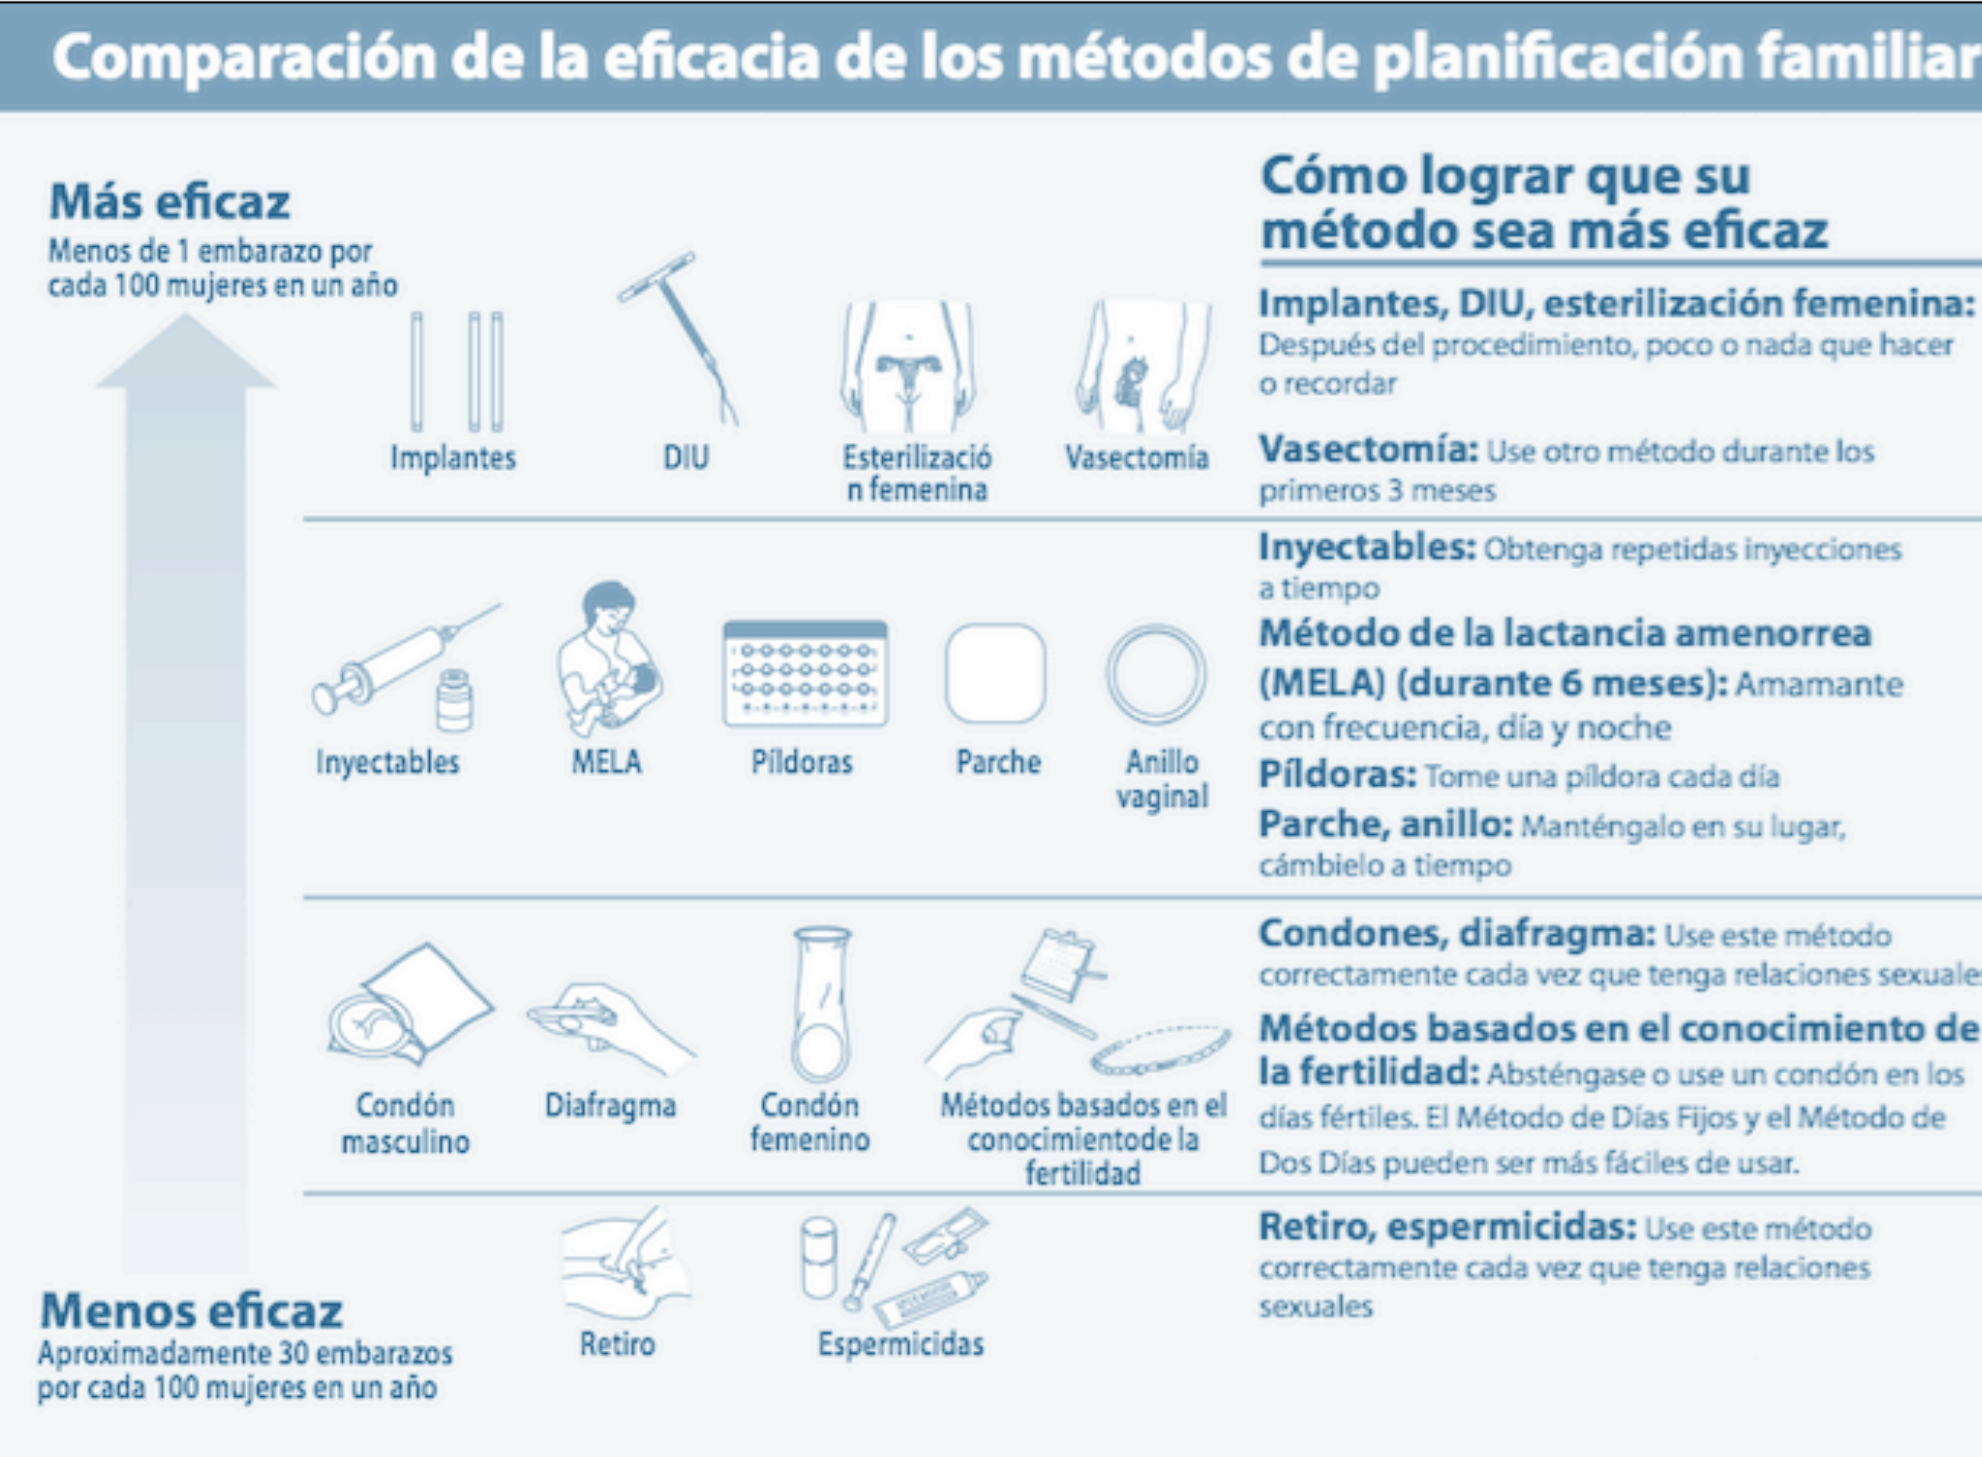 Comparación de la eficacia de los métodos de planificación familiar
Más eficaz
Menos de 1 embarazo por
cada 100 mujeres en un año
Implantes
DIU
Esterilizació
n femenina
Vasectomía
Inyectables
MELA
Píldoras
Parche
Anillo
vaginal
Condón
masculino
Diafragma
Condón
femenino
Métodos basados en el
conocimientode la
fertilidad
Retiro
Espermicidas
Menos eficaz
Aproximadamente 30 embarazos
por cada 100 mujeres en un año
Cómo lograr que su
método sea más eficaz
Implantes, DIU, esterilización femenina:
Después del procedimiento, poco o nada que hacer
o recordar
Vasectomía: Use otro método durante los
primeros 3 meses
Inyectables: Obtenga repetidas inyecciones
a tiempo
Método de la lactancia amenorrea
(MELA) (durante 6 meses): Amamante
con frecuencia, día y noche
Píldoras: Tome una píldora cada día
Parche, anillo: Manténgalo en su lugar,
cámbielo a tiempo
Condones, diafragma: Use este método
correctamente cada vez que tenga relaciones sexuales
Métodos basados en el conocimiento de
la fertilidad: Absténgase o use un condón en los
días fértiles. El Método de Días Fijos y el Método de
Dos Días pueden ser más fáciles de usar.
Retiro, espermicidas: Use este método
correctamente cada vez que tenga relaciones
sexuales